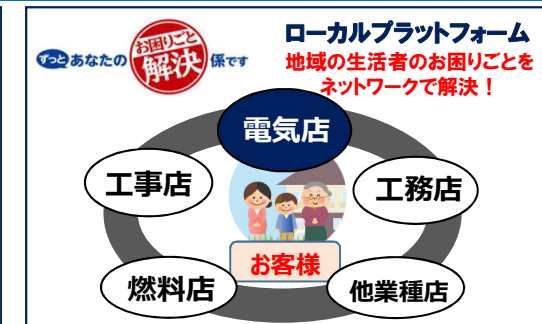 ずっとあなたの お困りごと 解決 係です
ローカルプラットフォーム
地域の生活者のお困りごとを
ネットワークで解決！
電気店
工事店
工務店
お客様
燃料店
他業種店